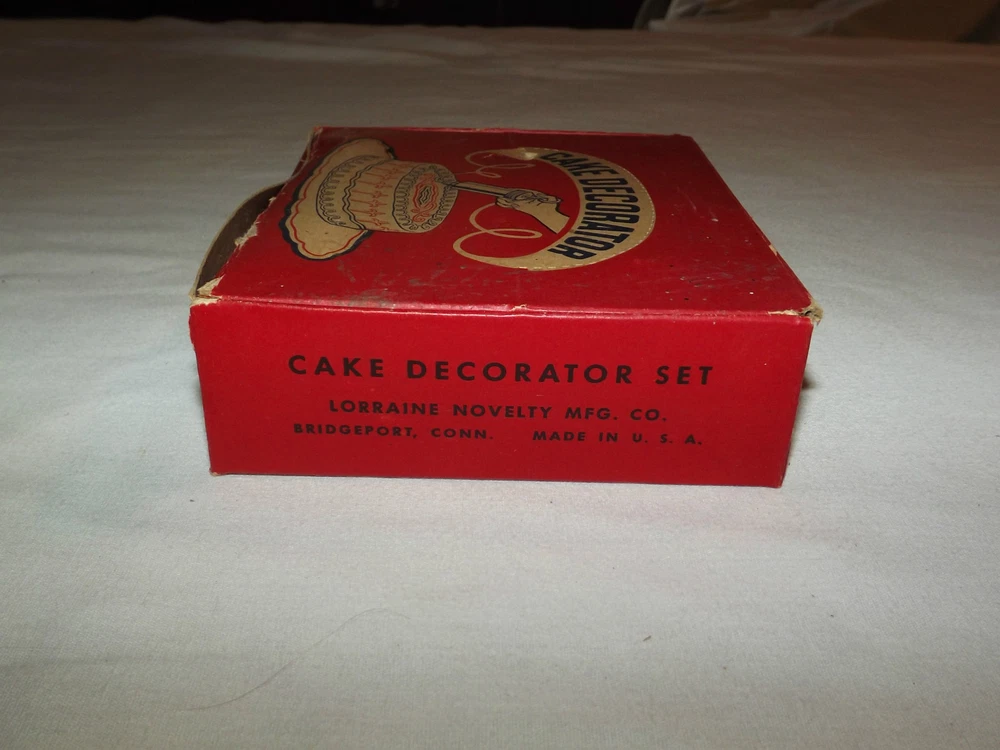 CAKE DECORATOR
CAKE DECORATOR SET
LORRAINE NOVELTY MFG. CO.
BRIDGEPORT, CONN. MADE IN U. S. A.